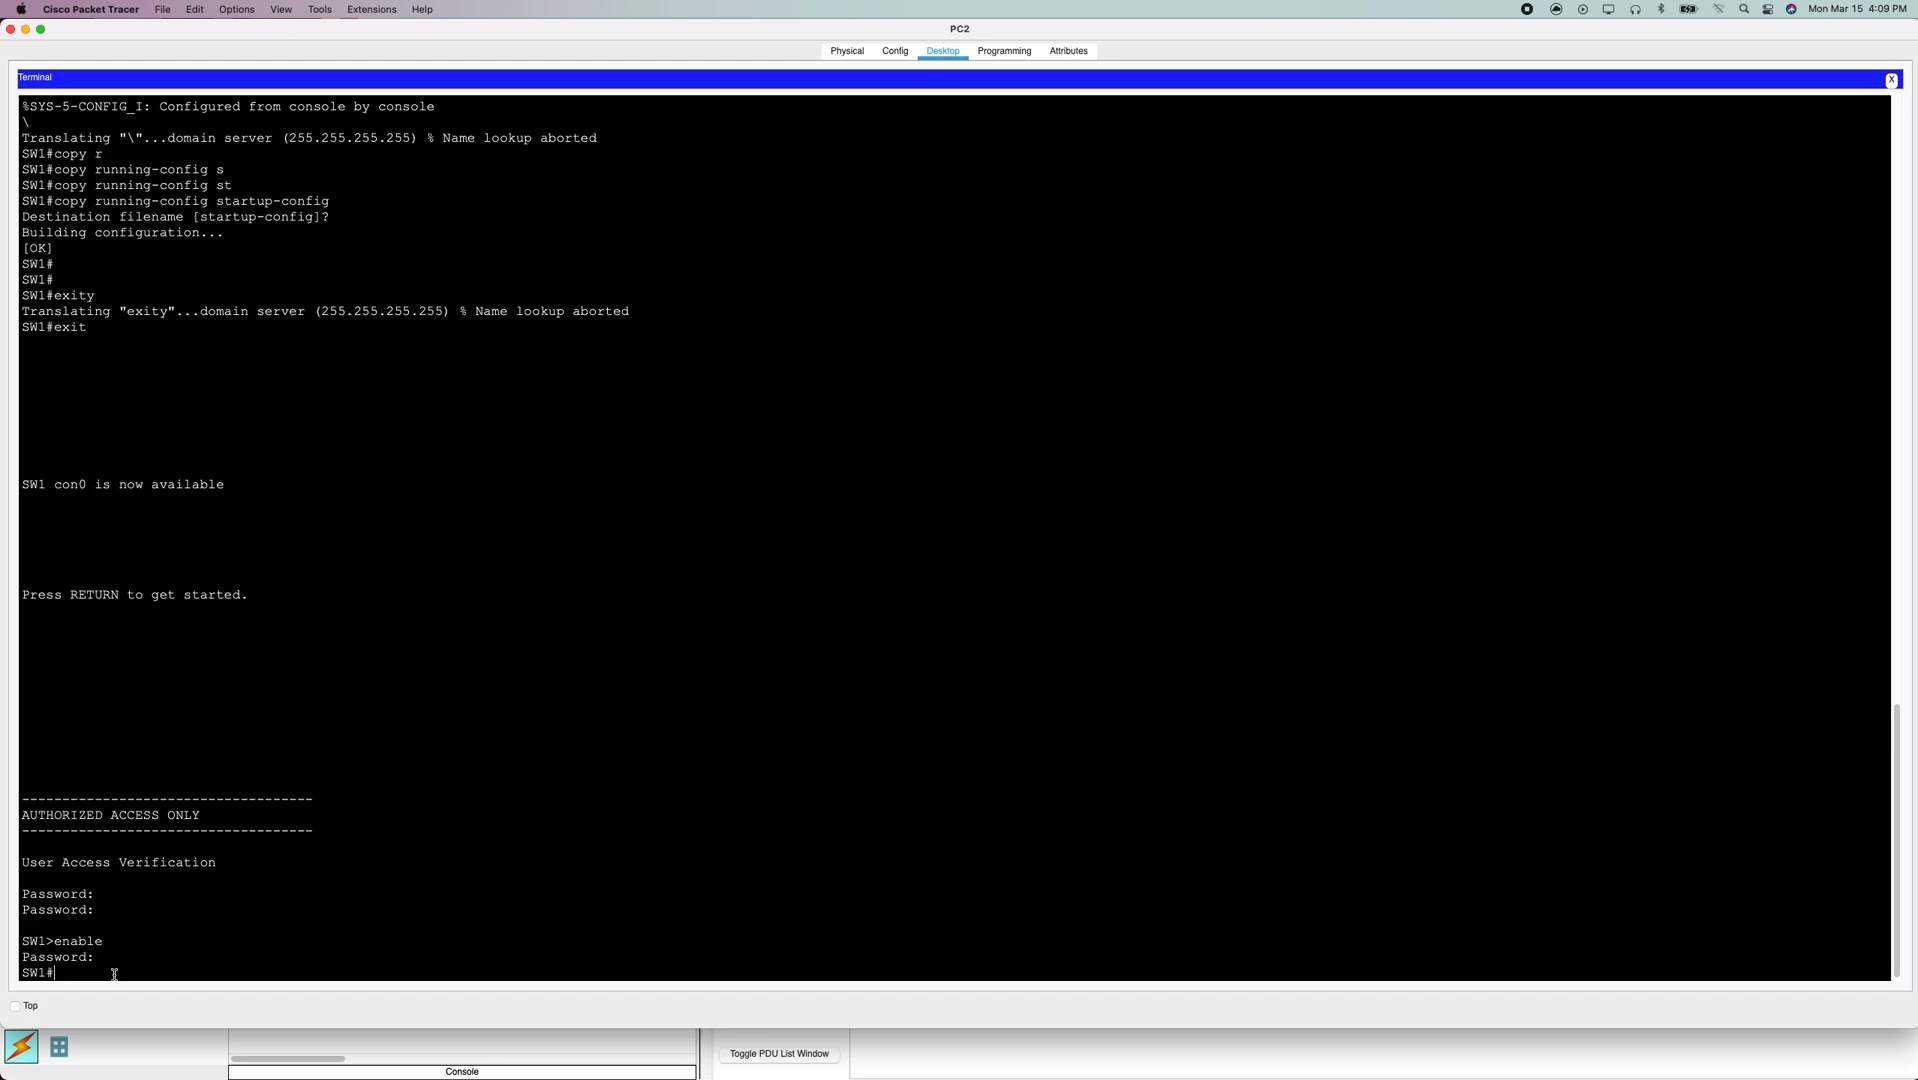 Cisco Packet Tracer File Edit Options View Tools Extensions Help Mon Mar 15 4:09 PM
PC2
Physical Config Desktop Programming Attributes
Terminal
X
%SYS-5-CONFIG_I: Configured from console by console
\
Translating "\"...domain server (255.255.255.255) % Name lookup aborted
SW1#copy r
SW1#copy running-config s
SW1#copy running-config st
SW1#copy running-config startup-config
Destination filename [startup-config]?
Building configuration...
[OK]
SW1#
SW1#
SW1#exity
Translating "exity"...domain server (255.255.255.255) % Name lookup aborted
SW1#exit
SW1 con0 is now available
Press RETURN to get started.
------------------------------------
AUTHORIZED ACCESS ONLY
------------------------------------
User Access Verification
Password:
Password:
SW1>enable
Password:
SW1#
Top
Toggle PDU List Window
Console